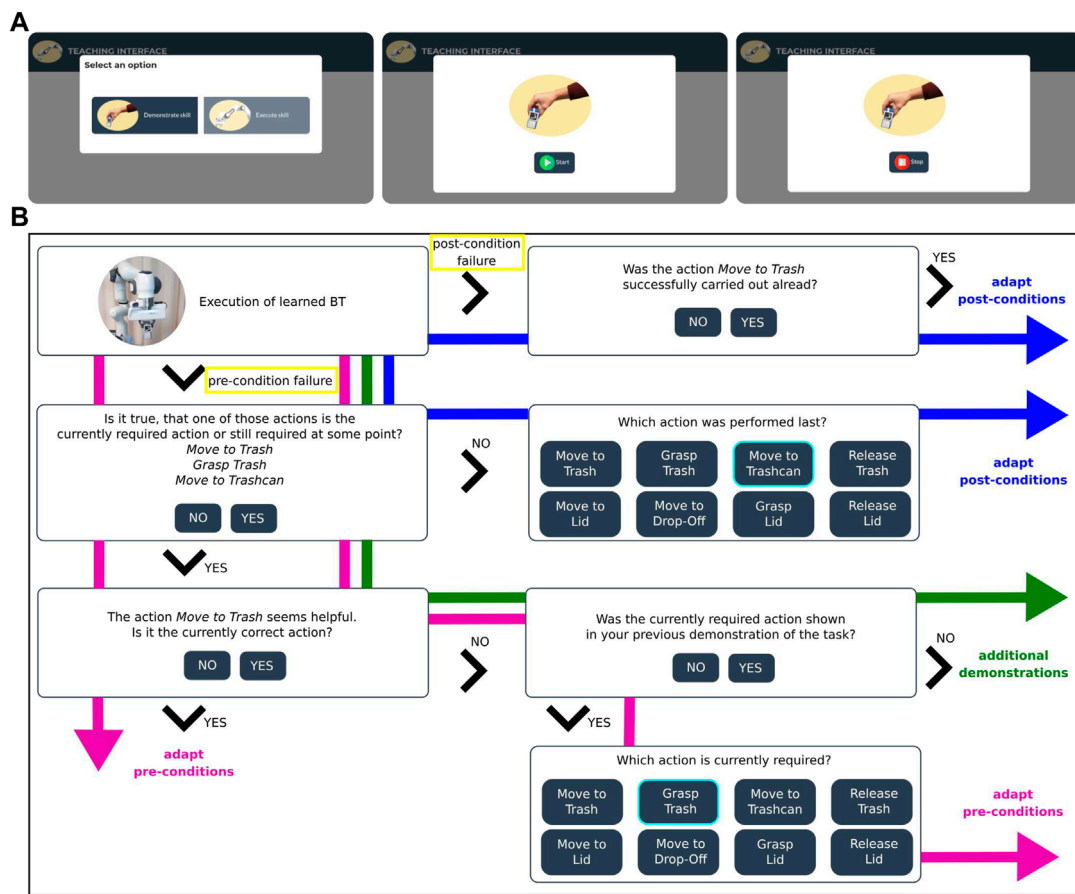 A
TEACHING INTERFACE
Select an option
Demonstrate skill
Execute skill
TEACHING INTERFACE
Start
TEACHING INTERFACE
Stop
B
Execution of learned BT
post-condition
failure
Was the action Move to Trash
successfully carried out alread?
NO
YES
YES
adapt
post-conditions
pre-condition failure
Is it true, that one of those actions is the
currently required action or still required at some point?
Move to Trash
Grasp Trash
Move to Trashcan
NO
YES
NO
Which action was performed last?
Move to
Trash
Grasp
Trash
Move to
Trashcan
Release
Trash
Move to
Lid
Move to
Drop-Off
Grasp
Lid
Release
Lid
adapt
post-conditions
YES
The action Move to Trash seems helpful.
Is it the currently correct action?
NO
YES
NO
Was the currently required action shown
in your previous demonstration of the task?
NO
YES
NO
additional
demonstrations
YES
adapt
pre-conditions
YES
Which action is currently required?
Move to
Trash
Grasp
Trash
Move to
Trashcan
Release
Trash
Move to
Lid
Move to
Drop-Off
Grasp
Lid
Release
Lid
adapt
pre-conditions